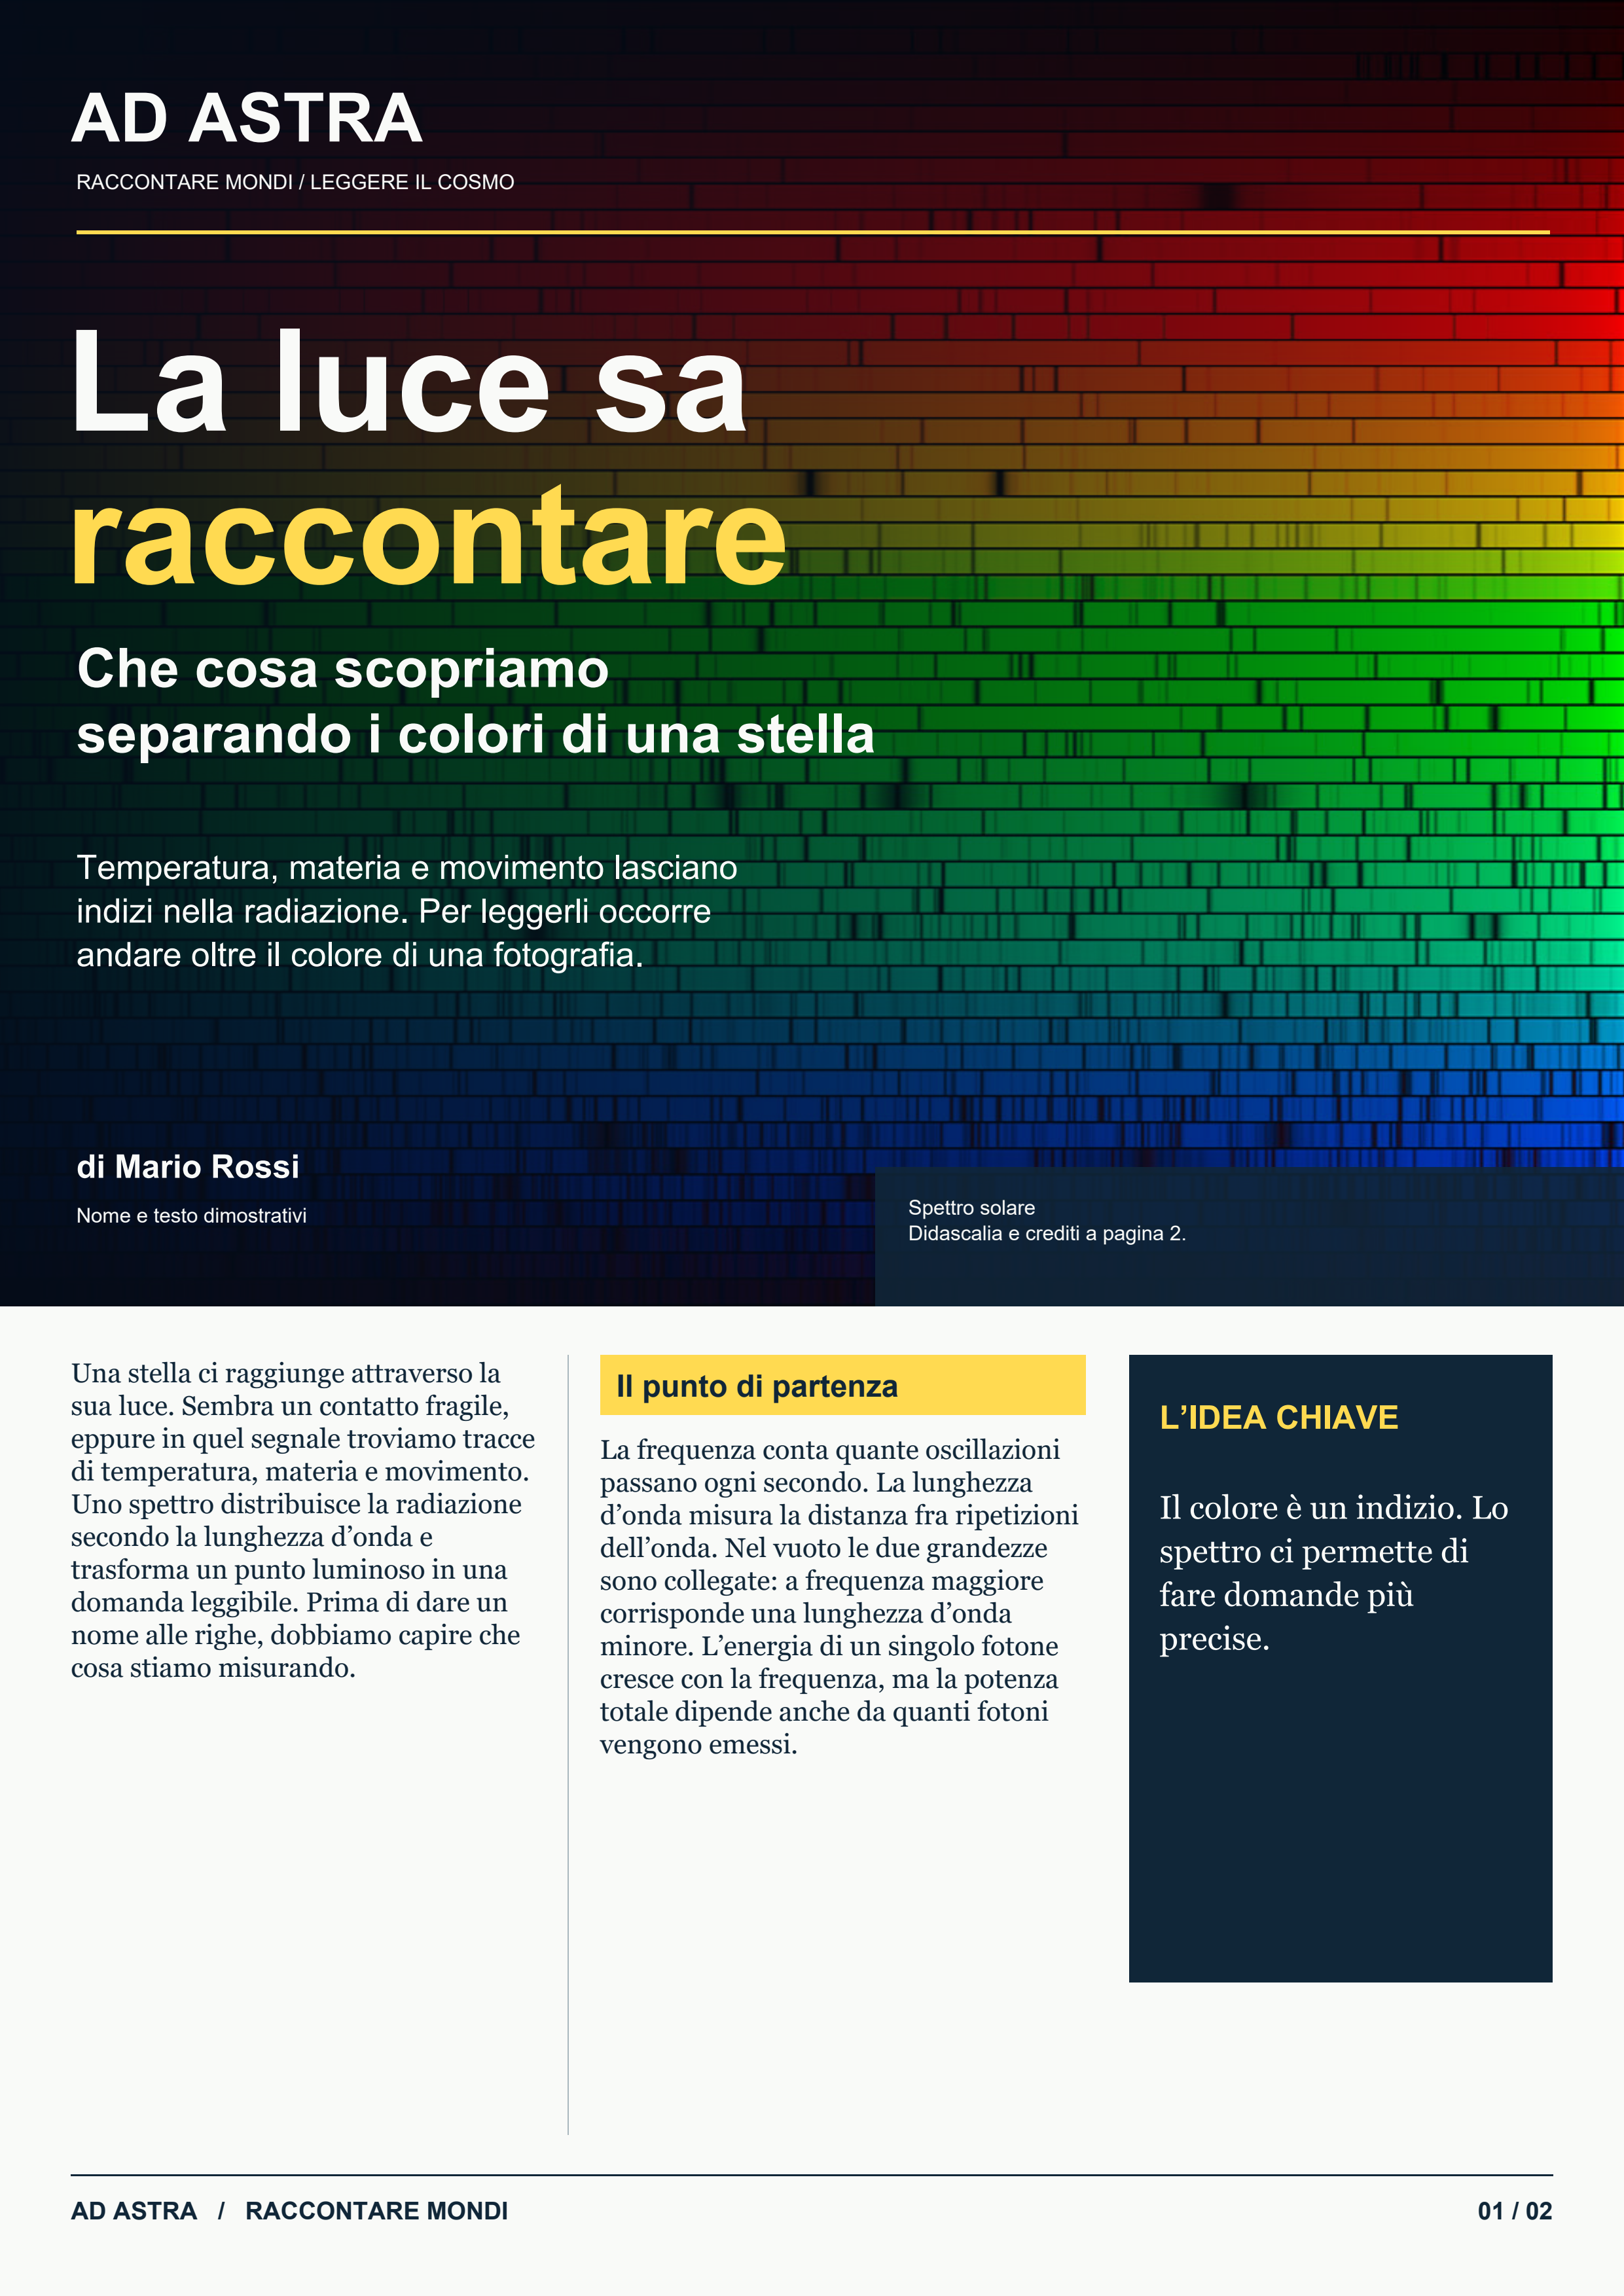 AD ASTRA
RACCONTARE MONDI / LEGGERE IL COSMO
La luce sa
raccontare
Che cosa scopriamo
separando i colori di una stella
Temperatura, materia e movimento lasciano
indizi nella radiazione. Per leggerli occorre
andare oltre il colore di una fotografia.
di Mario Rossi
Nome e testo dimostrativi
Spettro solare
Didascalia e crediti a pagina 2.
Una stella ci raggiunge attraverso la
sua luce. Sembra un contatto fragile,
eppure in quel segnale troviamo tracce
di temperatura, materia e movimento.
Uno spettro distribuisce la radiazione
secondo la lunghezza d’onda e
trasforma un punto luminoso in una
domanda leggibile. Prima di dare un
nome alle righe, dobbiamo capire che
cosa stiamo misurando.
Il punto di partenza
La frequenza conta quante oscillazioni
passano ogni secondo. La lunghezza
d’onda misura la distanza fra ripetizioni
dell’onda. Nel vuoto le due grandezze
sono collegate: a frequenza maggiore
corrisponde una lunghezza d’onda
minore. L’energia di un singolo fotone
cresce con la frequenza, ma la potenza
totale dipende anche da quanti fotoni
vengono emessi.
L’IDEA CHIAVE
Il colore è un indizio. Lo
spettro ci permette di
fare domande più
precise.
AD ASTRA / RACCONTARE MONDI
01 / 02